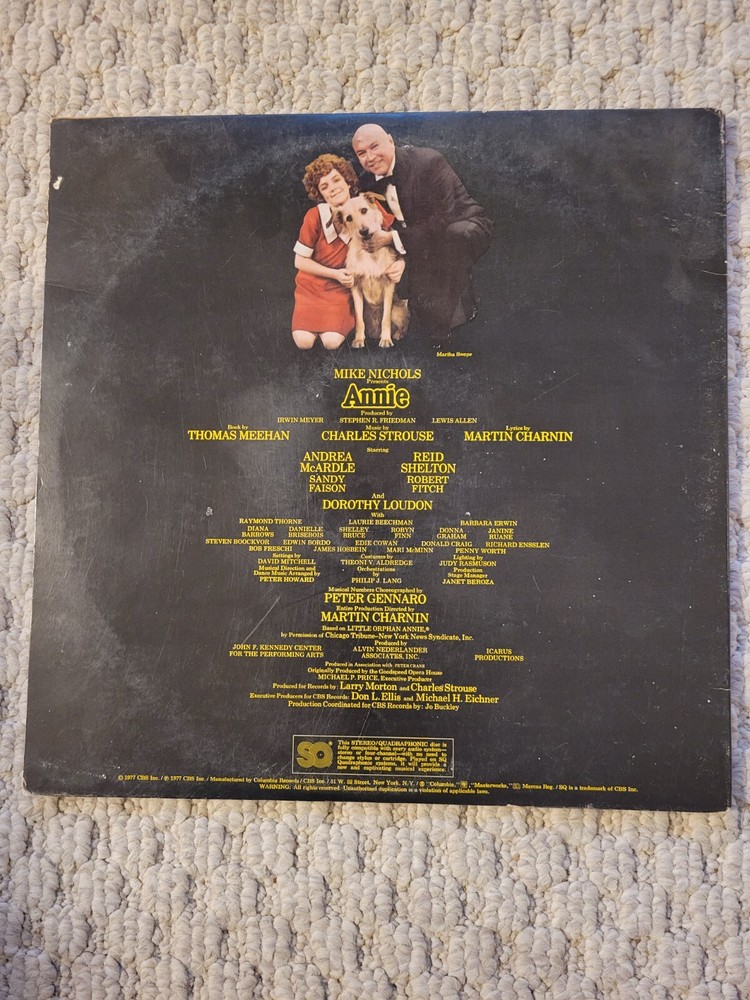 Martha Swope
MIKE NICHOLS
Presents
Annie
Produced by
IRWIN MEYER STEPHEN R. FRIEDMAN LEWIS ALLEN
Book by Music by Lyrics by
THOMAS MEEHAN CHARLES STROUSE MARTIN CHARNIN
Starring
ANDREA REID
McARDLE SHELTON
SANDY ROBERT
FAISON FITCH
And
DOROTHY LOUDON
With
RAYMOND THORNE LAURIE BEECHMAN BARBARA ERWIN
DIANA DANIELLE SHELLEY ROBYN DONNA JANINE
BARROWS BRISEBOIS BRUCE FINN GRAHAM RUANE
STEVEN BOOCKVOR EDWIN BORDO EDIE COWAN DONALD CRAIG RICHARD ENSSLEN
BOB FRESCHI JAMES HOSBEIN MARI McMINN PENNY WORTH
Settings by Costumes by Lighting by
DAVID MITCHELL THEONI V. ALDREDGE JUDY RASMUSON
Musical Direction and Orchestrations Production
Dance Music Arranged by by Stage Manager
PETER HOWARD PHILIP J. LANG JANET BEROZA
Musical Numbers Choreographed by
PETER GENNARO
Entire Production Directed by
MARTIN CHARNIN
Based on LITTLE ORPHAN ANNIE,®
by Permission of Chicago Tribune-New York News Syndicate, Inc.
Produced by
JOHN F. KENNEDY CENTER ALVIN NEDERLANDER ICARUS
FOR THE PERFORMING ARTS ASSOCIATES, INC. PRODUCTIONS
Produced in Association with PETER CRANE
Originally Produced by the Goodspeed Opera House
MICHAEL P. PRICE, Executive Producer
Produced for Records by: Larry Morton and Charles Strouse
Executive Producers for CBS Records: Don L. Ellis and Michael H. Eichner
Production Coordinated for CBS Records by: Jo Buckley
SQ
This STEREO/QUADRAPHONIC disc is
fully compatible with every audio system—
stereo or four-channel—with no need to
change stylus or cartridge. Played on SQ
Quadraphonic systems, it will provide a
new and captivating musical experience.
© 1977 CBS Inc. / ℗ 1977 CBS Inc. / Manufactured by Columbia Records / CBS Inc. / 51 W. 52 Street, New York, N.Y. / ® "Columbia," "Masterworks," Marcas Reg. / SQ is a trademark of CBS Inc.
WARNING: All rights reserved. Unauthorized duplication is a violation of applicable laws.